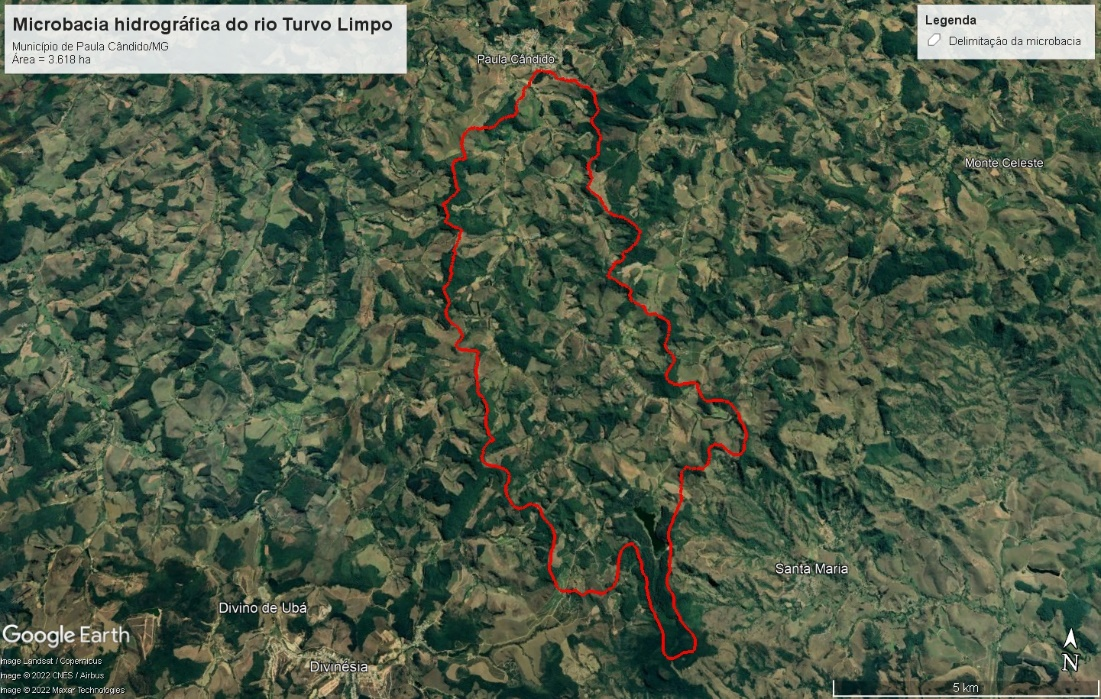 Microbacia hidrográfica do rio Turvo Limpo
Município de Paula Cândido/MG
Área = 3.618 ha
Legenda
Delimitação da microbacia
Paula Cândido
Monte Celeste
Santa Maria
Divino de Ubá
Divinésia
Google Earth
Image Landsat / Copernicus
Image © 2022 CNES / Airbus
Image © 2022 Maxar Technologies
N
5 km